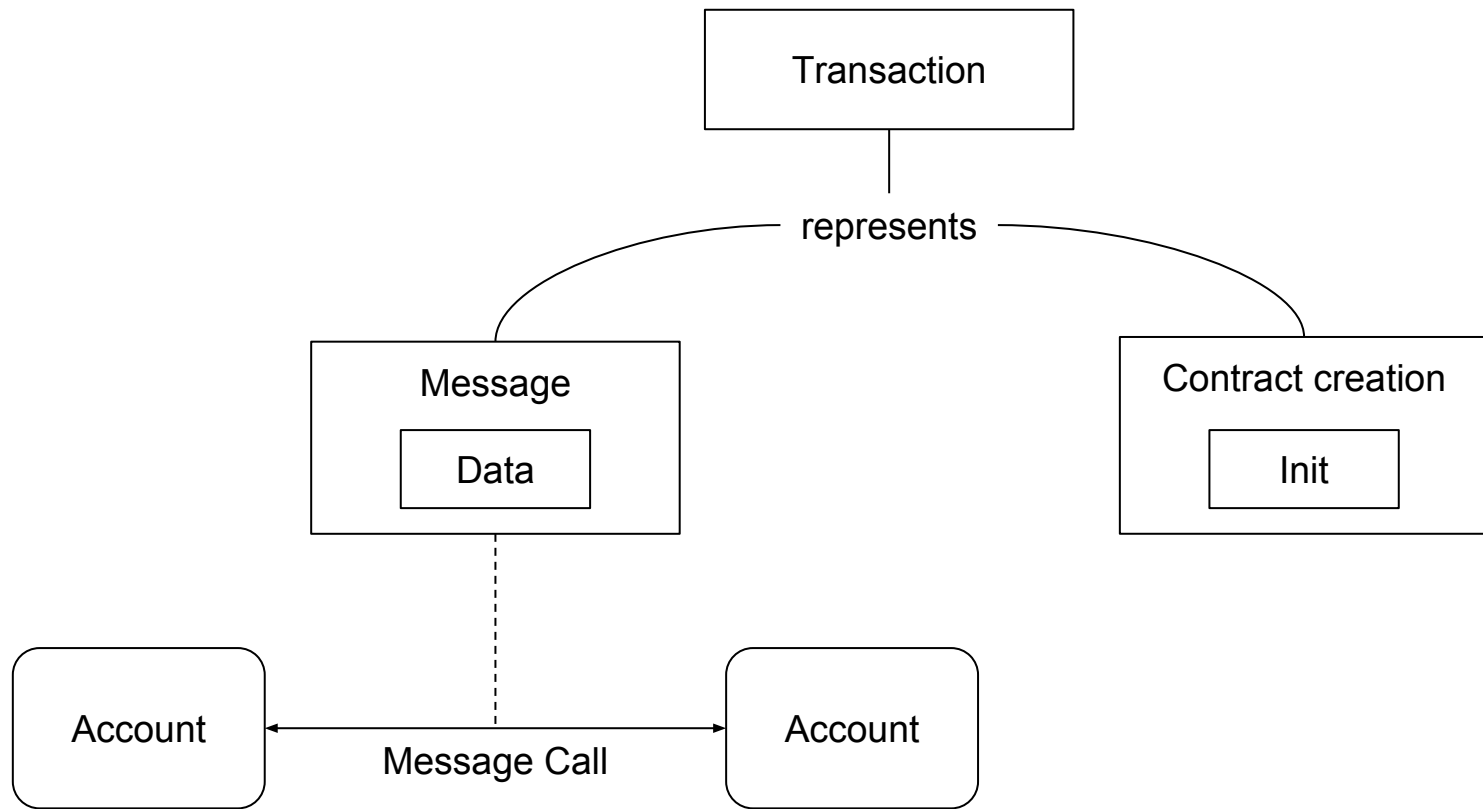 Transaction
represents
Message
Data
Contract creation
Init
Account
Message Call
Account